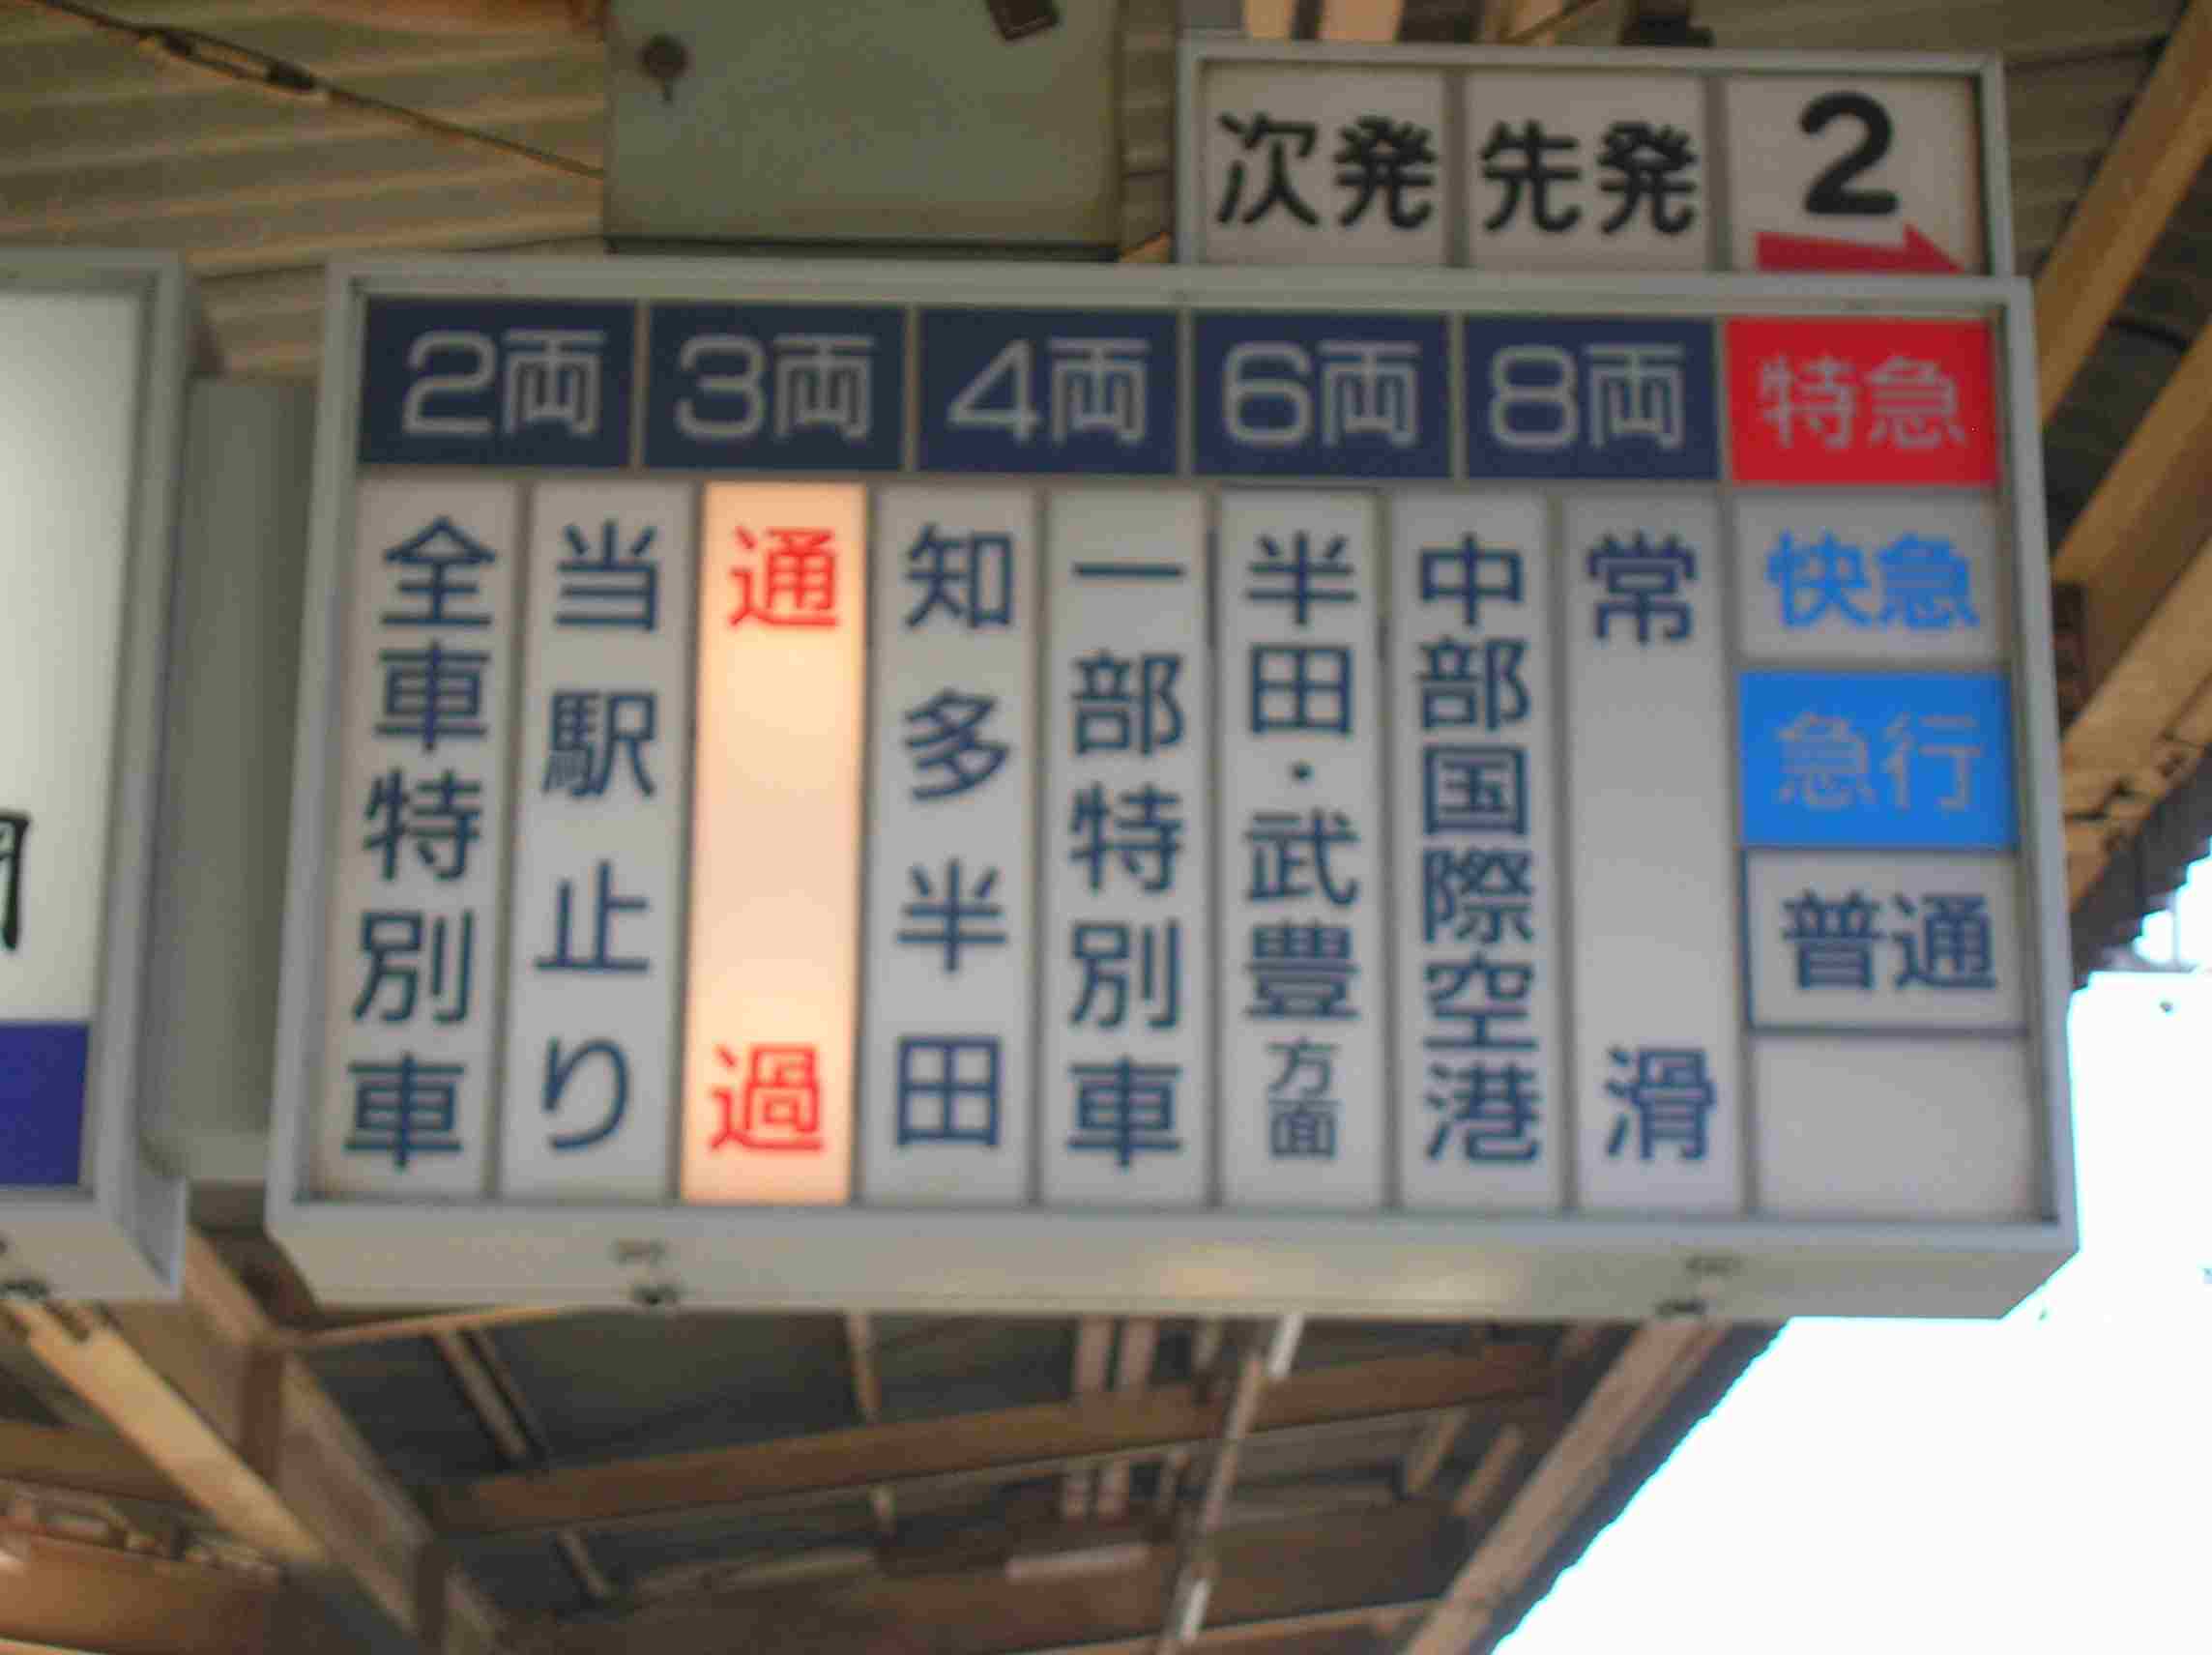 次発 先発 2
2両 3両 4両 6両 8両 特急
快急
急行
普通
常滑
中部国際空港
半田・武豊方面
一部特別車
知多半田
通過
当駅止り
全車特別車